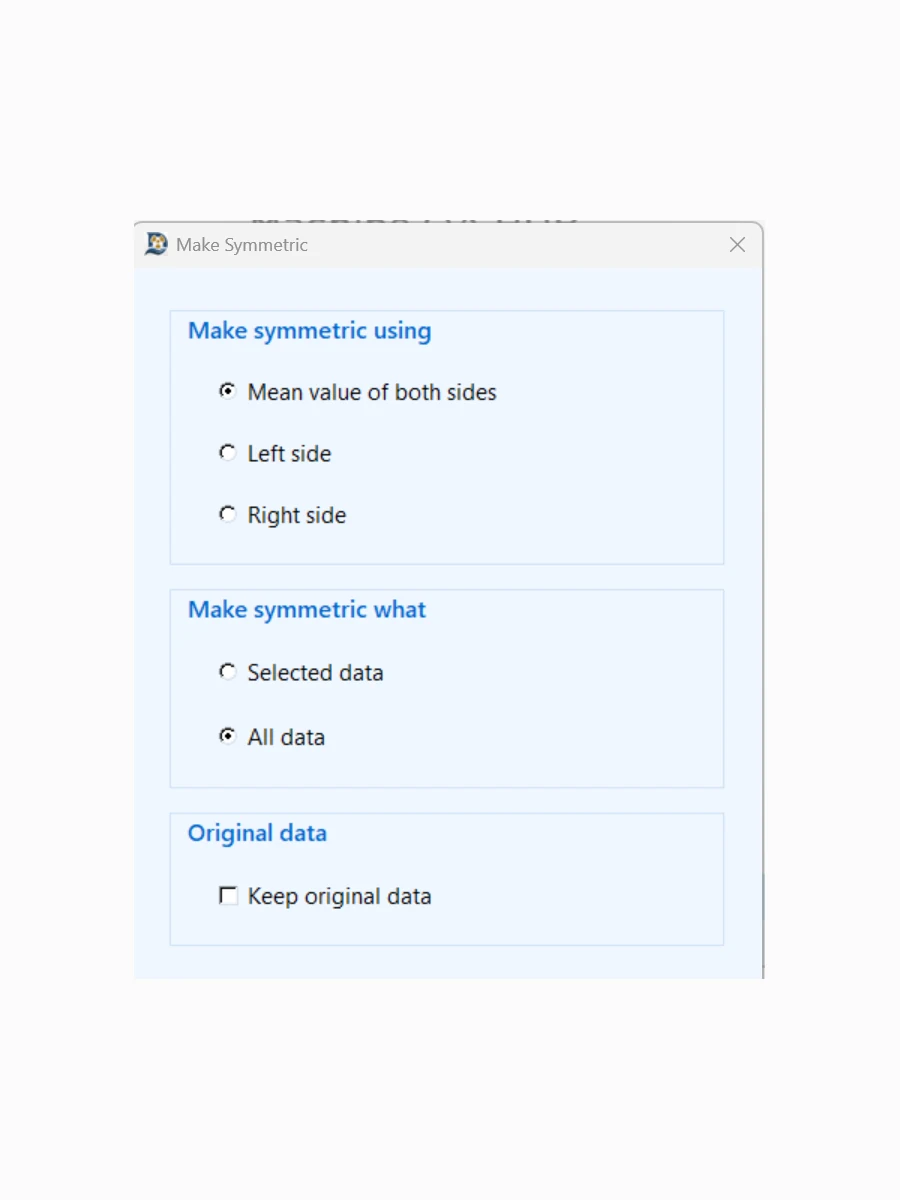 Make Symmetric
Make symmetric using
Mean value of both sides
Left side
Right side
Make symmetric what
Selected data
All data
Original data
Keep original data